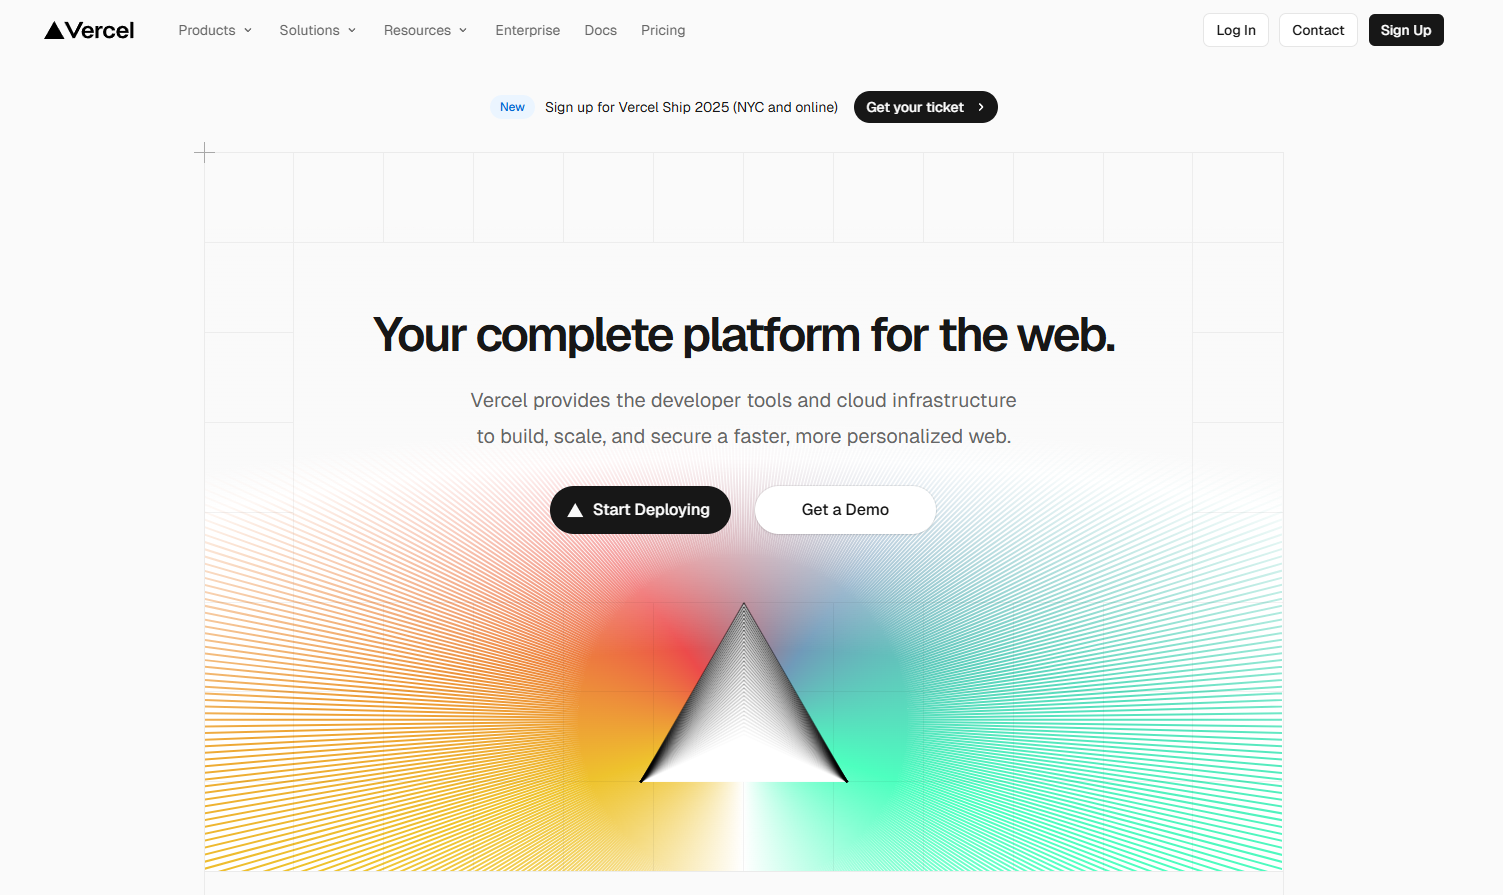 Vercel
Products
Solutions
Resources
Enterprise
Docs
Pricing
Log In
Contact
Sign Up
New
Sign up for Vercel Ship 2025 (NYC and online)
Get your ticket
Your complete platform for the web.
Vercel provides the developer tools and cloud infrastructure
to build, scale, and secure a faster, more personalized web.
Start Deploying
Get a Demo